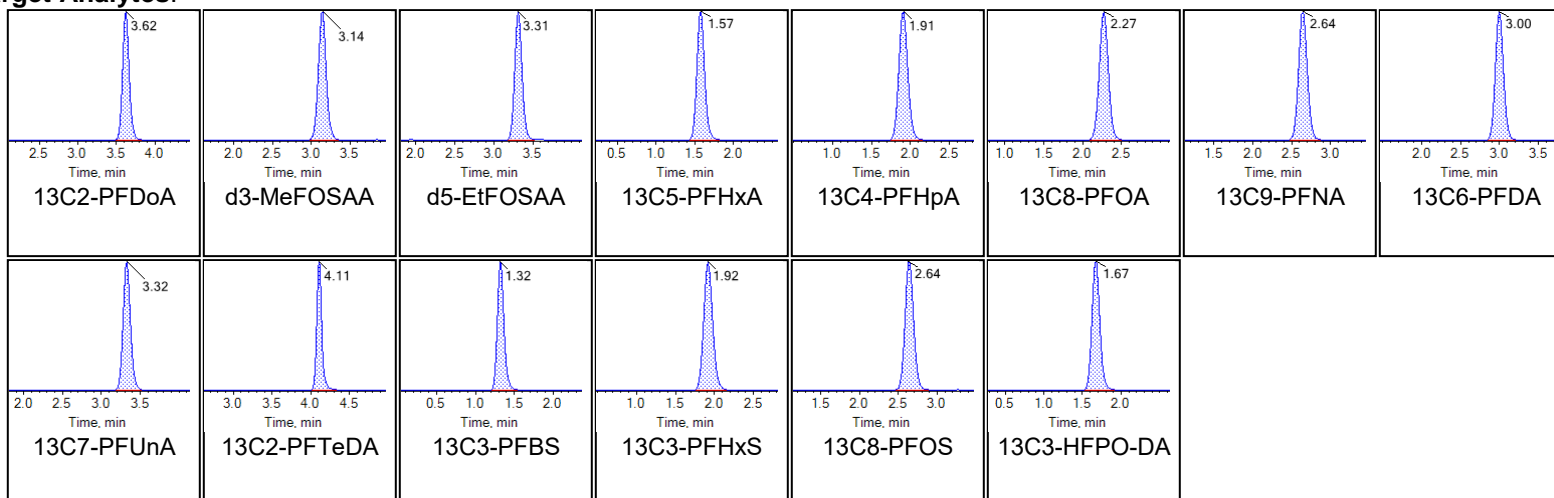 rget Analytes:
3.62 3.14 3.31 1.57 1.91 2.27 2.64 3.00
2.5 3.0 3.5 4.0 2.0 2.5 3.0 3.5 2.0 2.5 3.0 3.5 0.5 1.0 1.5 2.0 1.0 1.5 2.0 2.5 1.0 1.5 2.0 2.5 1.5 2.0 2.5 3.0 2.0 2.5 3.0 3.5
Time, min Time, min Time, min Time, min Time, min Time, min Time, min Time, min
13C2-PFDoA d3-MeFOSAA d5-EtFOSAA 13C5-PFHxA 13C4-PFHpA 13C8-PFOA 13C9-PFNA 13C6-PFDA
3.32 4.11 1.32 1.92 2.64 1.67
2.0 2.5 3.0 3.5 3.0 3.5 4.0 4.5 0.5 1.0 1.5 2.0 1.0 1.5 2.0 2.5 1.5 2.0 2.5 3.0 0.5 1.0 1.5 2.0
Time, min Time, min Time, min Time, min Time, min Time, min
13C7-PFUnA 13C2-PFTeDA 13C3-PFBS 13C3-PFHxS 13C8-PFOS 13C3-HFPO-DA